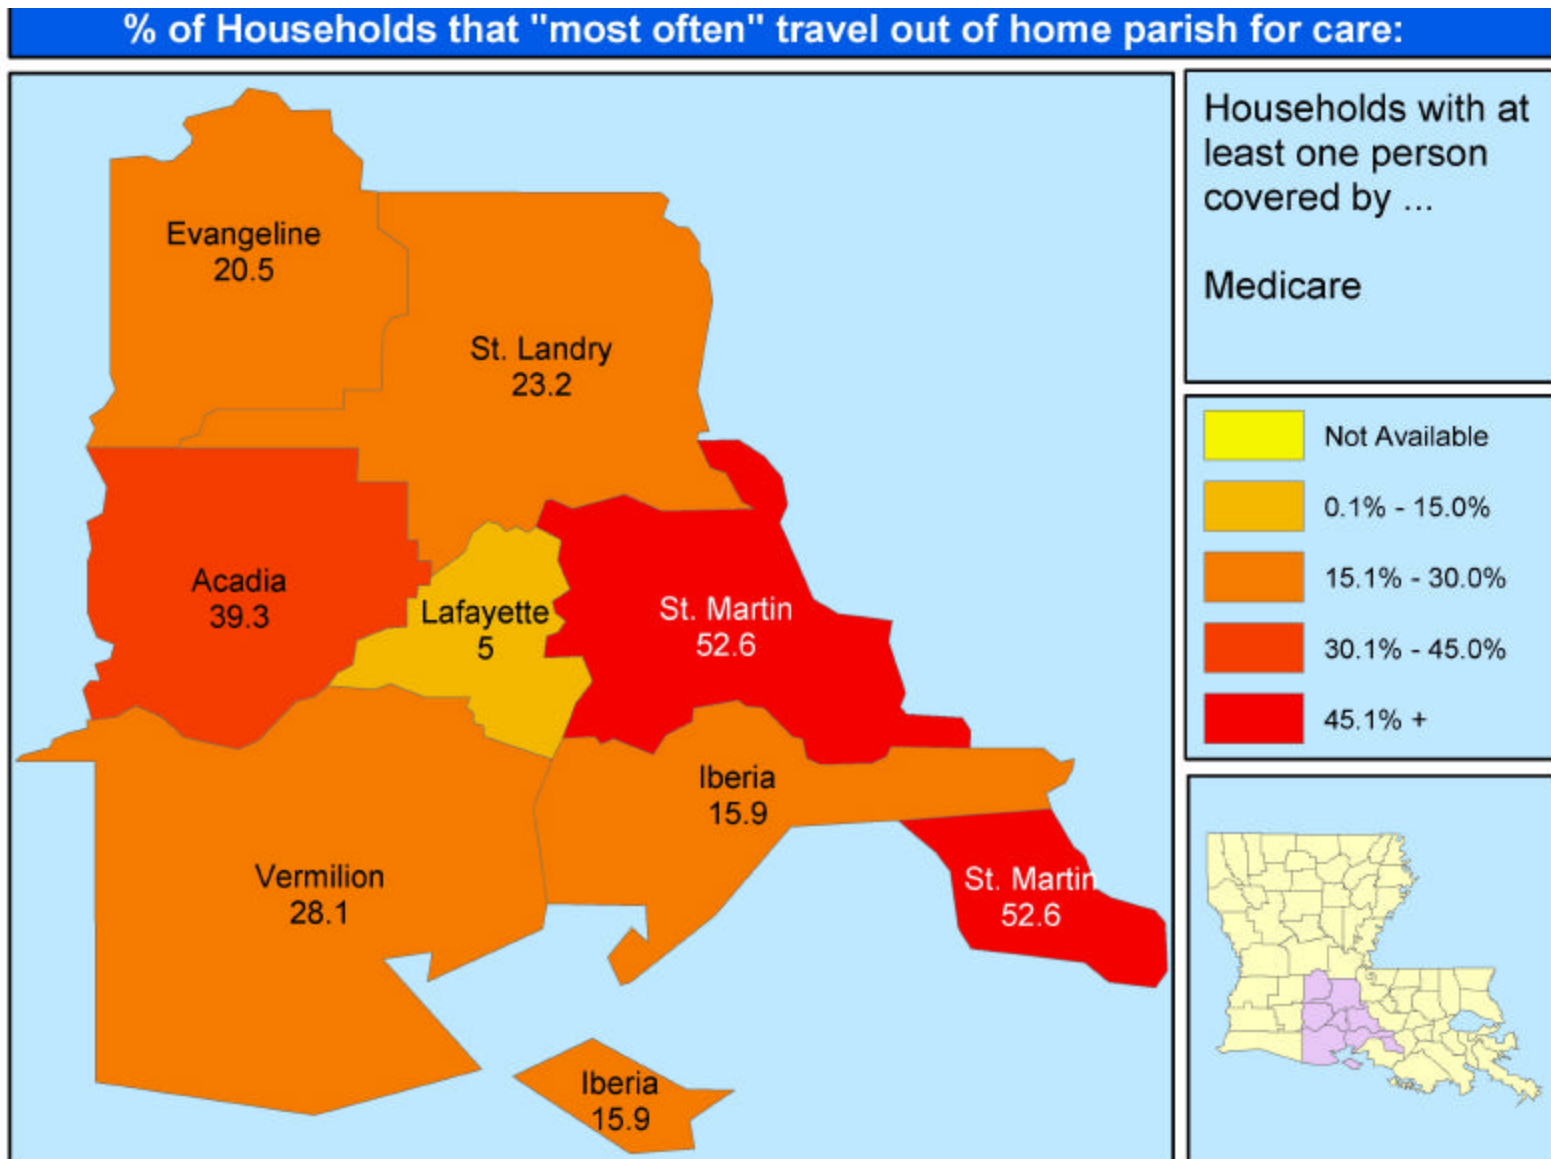 % of Households that "most often" travel out of home parish for care:
Evangeline
20.5
St. Landry
23.2
Acadia
39.3
Lafayette
5
St. Martin
52.6
Iberia
15.9
Vermilion
28.1
St. Martin
52.6
Iberia
15.9
Households with at
least one person
covered by ...
Medicare
Not Available
0.1% - 15.0%
15.1% - 30.0%
30.1% - 45.0%
45.1% +